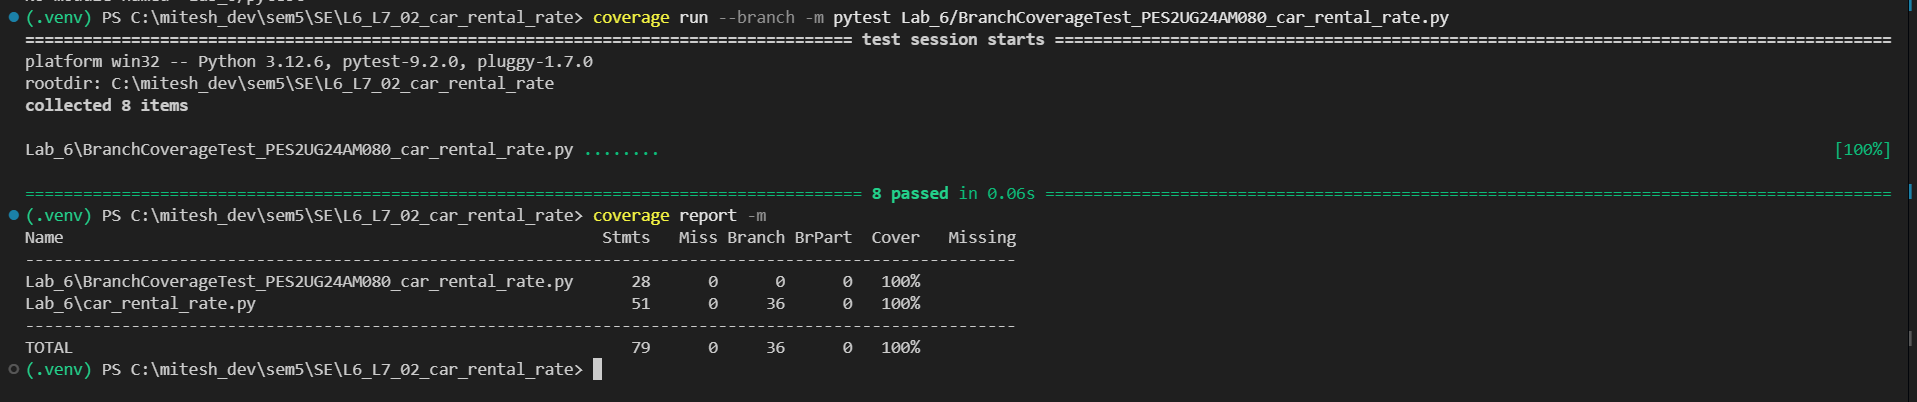 (.venv) PS C:\mitesh_dev\sem5\SE\L6_L7_02_car_rental_rate> coverage run --branch -m pytest Lab_6/BranchCoverageTest_PES2UG24AM080_car_rental_rate.py
======================================================================================= test session starts ========================================================================================
platform win32 -- Python 3.12.6, pytest-9.2.0, pluggy-1.7.0
rootdir: C:\mitesh_dev\sem5\SE\L6_L7_02_car_rental_rate
collected 8 items
Lab_6\BranchCoverageTest_PES2UG24AM080_car_rental_rate.py ........ [100%]
======================================================================================== 8 passed in 0.06s =========================================================================================
(.venv) PS C:\mitesh_dev\sem5\SE\L6_L7_02_car_rental_rate> coverage report -m
Name Stmts Miss Branch BrPart Cover Missing
--------------------------------------------------------------------------------------------------------
Lab_6\BranchCoverageTest_PES2UG24AM080_car_rental_rate.py 28 0 0 0 100%
Lab_6\car_rental_rate.py 51 0 36 0 100%
--------------------------------------------------------------------------------------------------------
TOTAL 79 0 36 0 100%
(.venv) PS C:\mitesh_dev\sem5\SE\L6_L7_02_car_rental_rate>